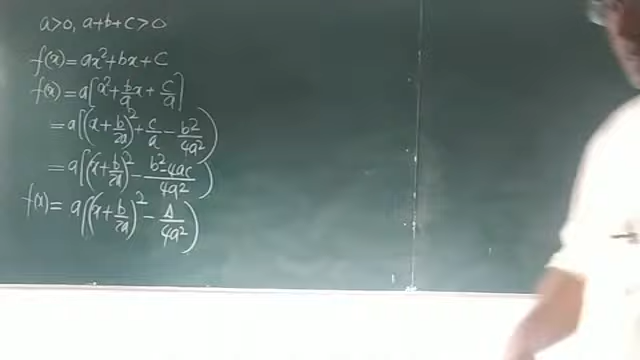 a>0, a+b+c>0
f(x)=ax²+bx+c
f(x)=a[x²+b/a x+c/a]
=a[(x+b/2a)²+c/a-b²/4a²)
=a[(x+b/2a)²-b²-4ac/4a²)
f(x)=a((x+b/2a)²-Δ/4a²)